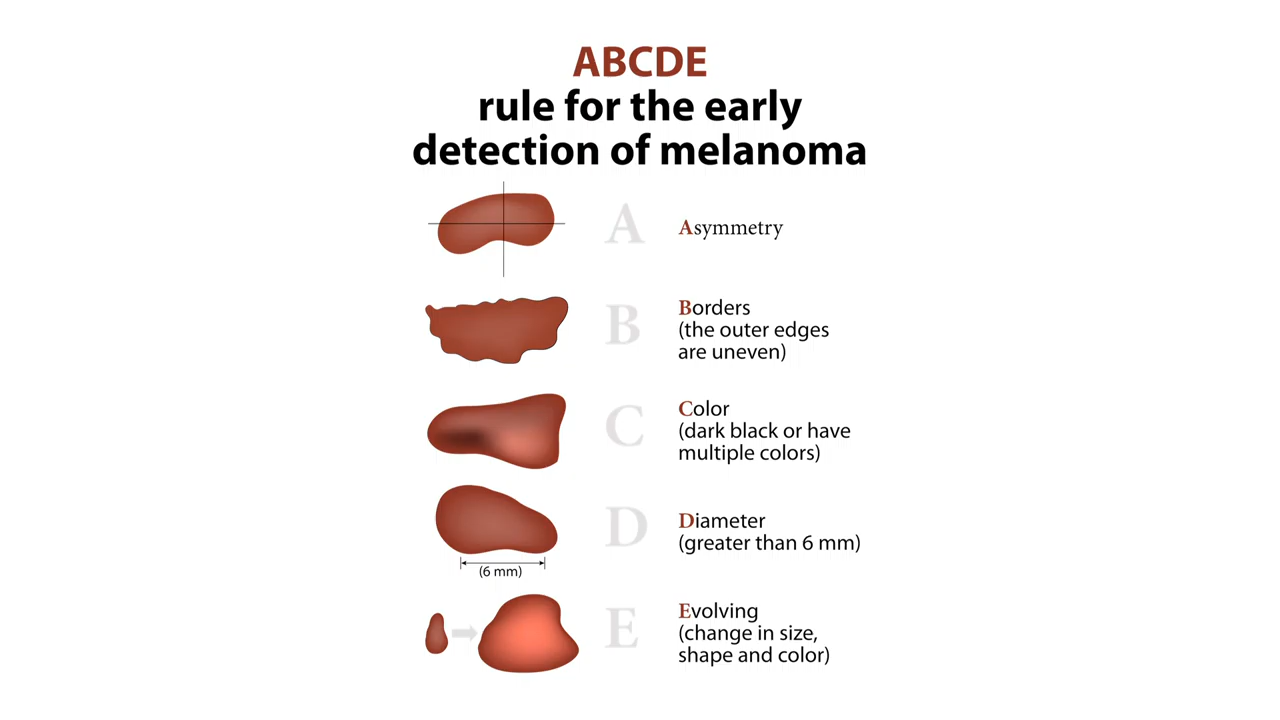 ABCDE
rule for the early
detection of melanoma
A
Asymmetry
B
Borders
(the outer edges
are uneven)
C
Color
(dark black or have
multiple colors)
D
Diameter
(greater than 6 mm)
(6 mm)
E
Evolving
(change in size,
shape and color)